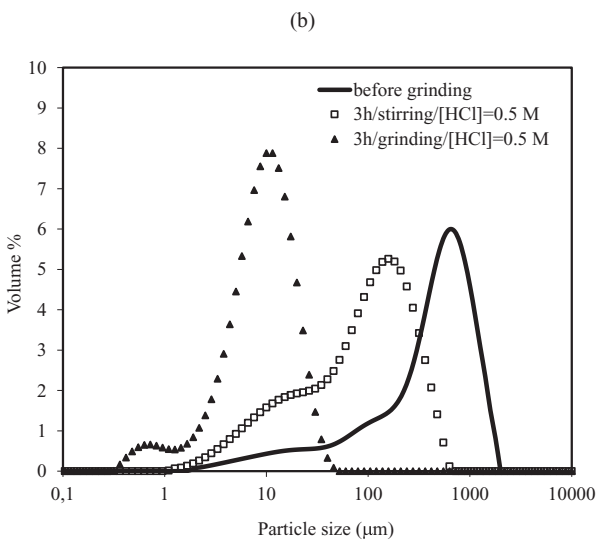 (b)
10
9
8
7
6
5
4
3
2
1
0
Volume %
before grinding
3h/stirring/[HCl]=0.5 M
3h/grinding/[HCl]=0.5 M
0,1 1 10 100 1000 10000
Particle size (μm)